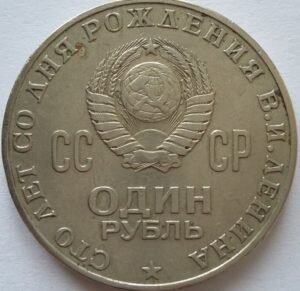 СТО ЛЕТ СО ДНЯ РОЖДЕНИЯ В.И.ЛЕНИНА
СС СР
ОДИН
РУБЛЬ